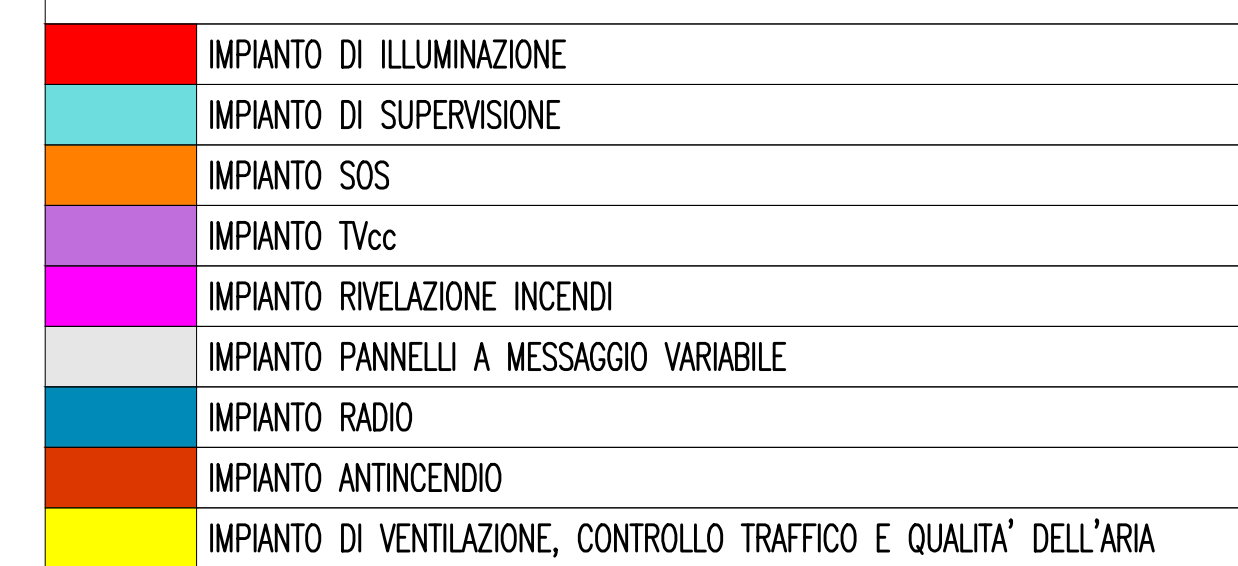 IMPIANTO DI ILLUMINAZIONE
IMPIANTO DI SUPERVISIONE
IMPIANTO SOS
IMPIANTO TVcc
IMPIANTO RIVELAZIONE INCENDI
IMPIANTO PANNELLI A MESSAGGIO VARIABILE
IMPIANTO RADIO
IMPIANTO ANTINCENDIO
IMPIANTO DI VENTILAZIONE, CONTROLLO TRAFFICO E QUALITA' DELL'ARIA